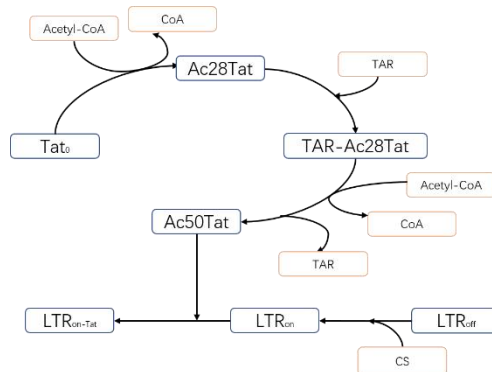 CoA
Acetyl-CoA
Ac28Tat
TAR
Tat₀
TAR-Ac28Tat
Acetyl-CoA
Ac50Tat
CoA
TAR
LTRon-Tat
LTRon
LTRoff
CS